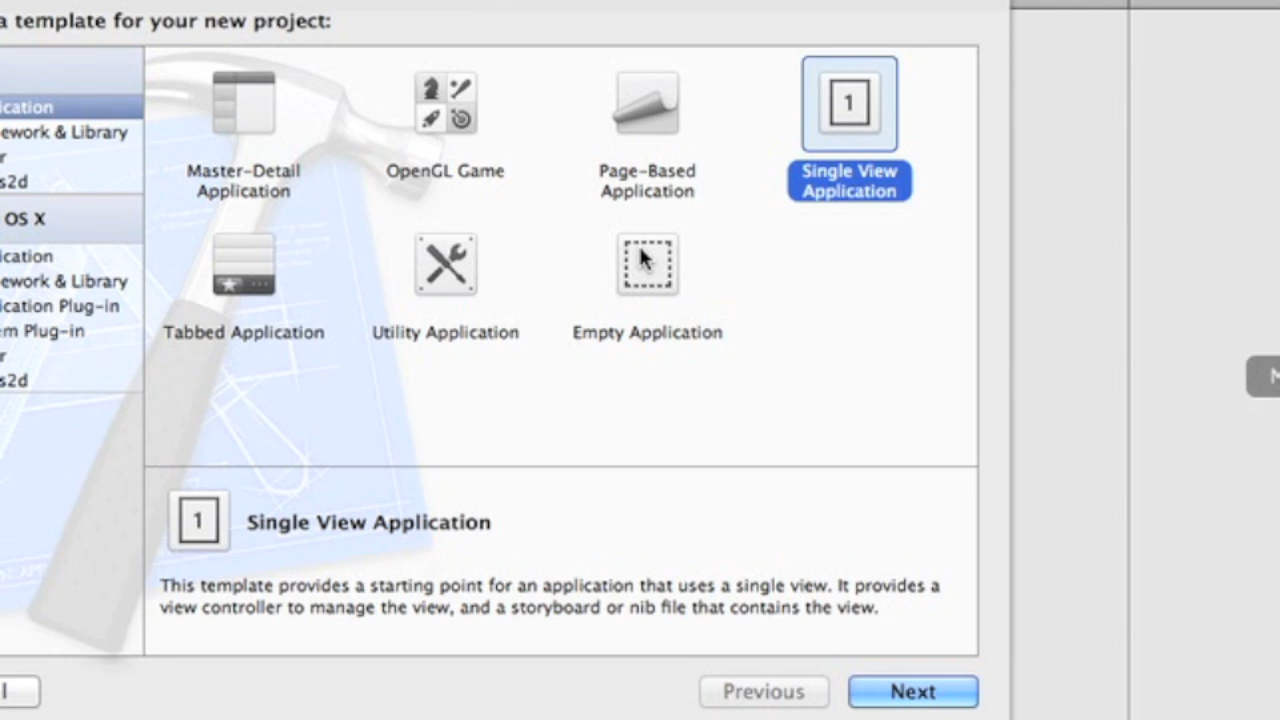 a template for your new project:
ication
ework & Library
r
s2d
OS X
ication
ework & Library
ication Plug-in
m Plug-in
r
s2d
Master-Detail
Application
OpenGL Game
Page-Based
Application
1
Single View
Application
Tabbed Application
Utility Application
Empty Application
1
Single View Application
This template provides a starting point for an application that uses a single view. It provides a
view controller to manage the view, and a storyboard or nib file that contains the view.
l
Previous
Next
M